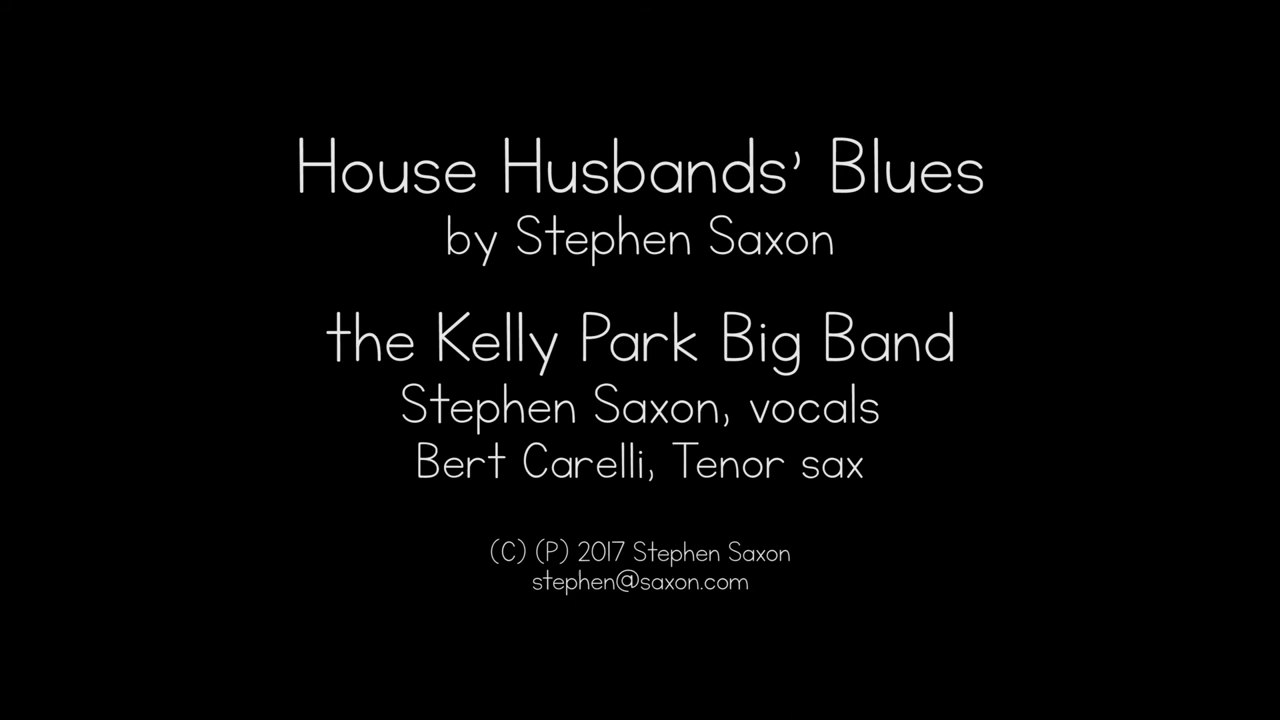 House Husbands' Blues
by Stephen Saxon
the Kelly Park Big Band
Stephen Saxon, vocals
Bert Carelli, Tenor sax
(C) (P) 2017 Stephen Saxon
stephen@saxon.com